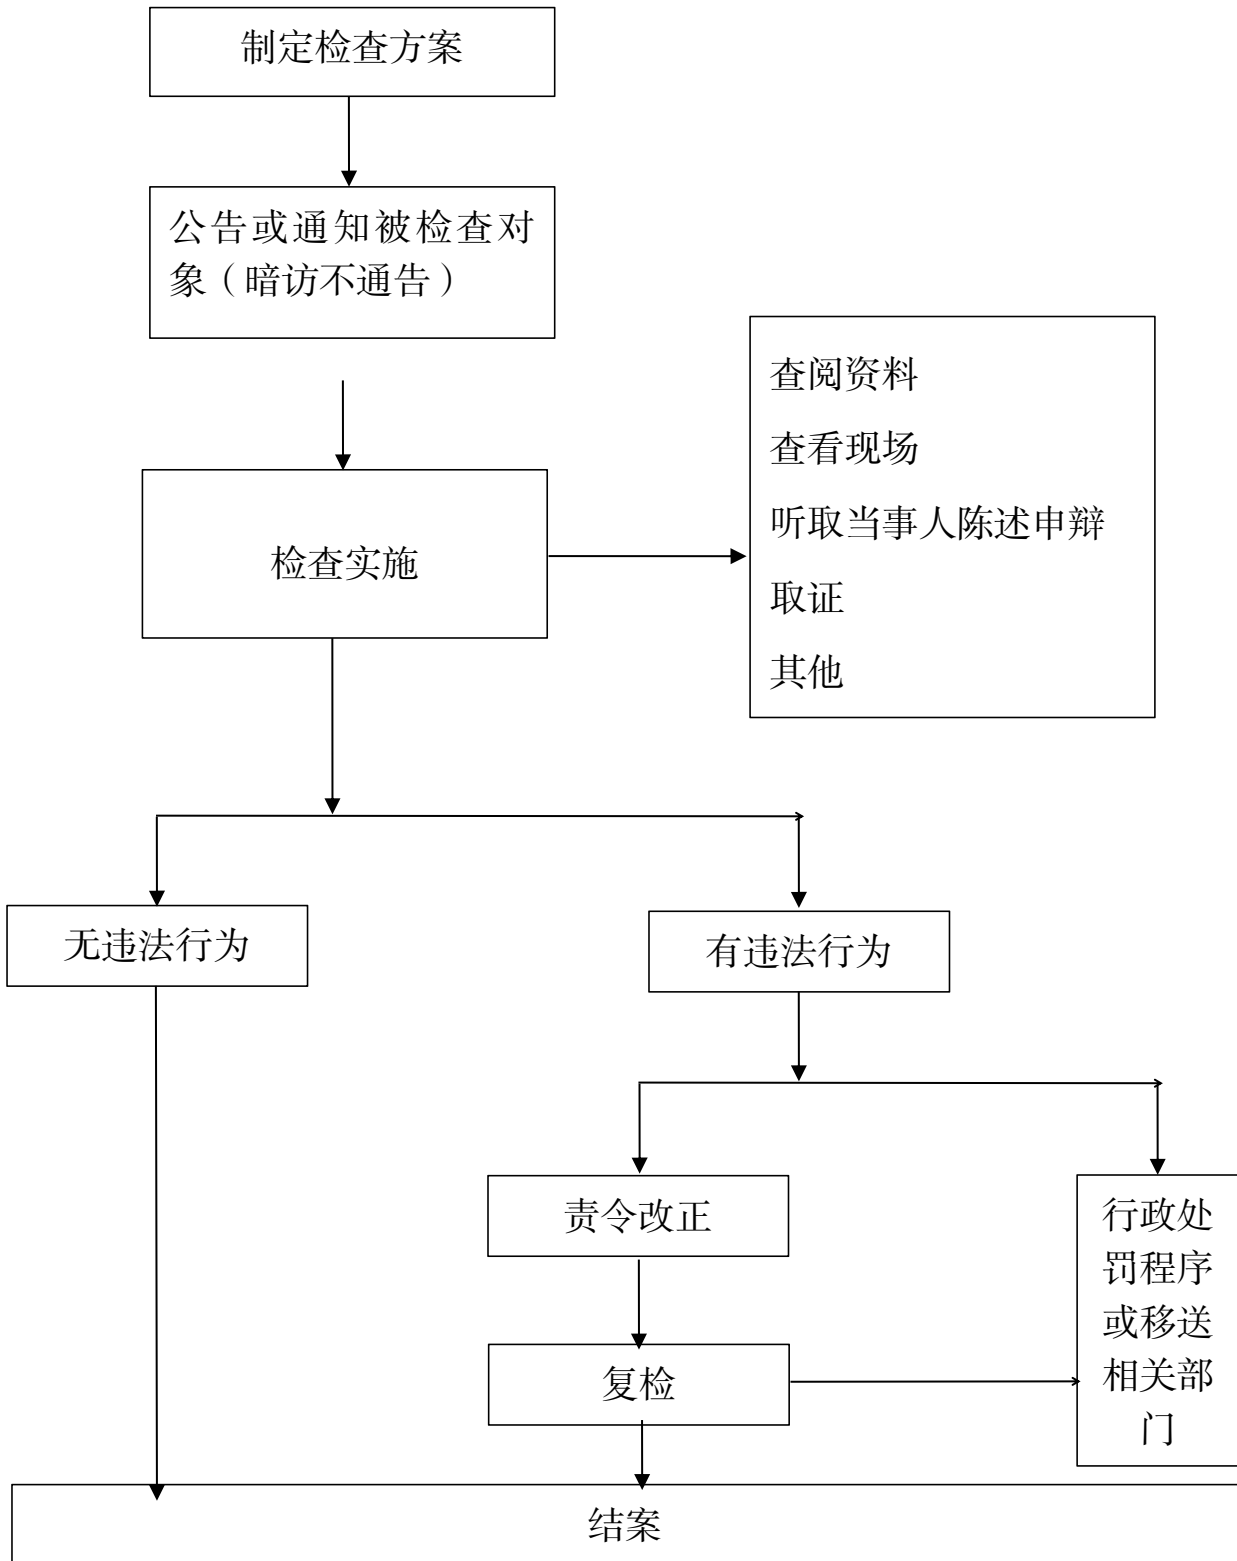 制定检查方案
公告或通知被检查对
象（暗访不通告）
查阅资料
查看现场
听取当事人陈述申辩
取证
其他
检查实施
无违法行为
有违法行为
责令改正
行政处
罚程序
或移送
相关部
门
复检
结案